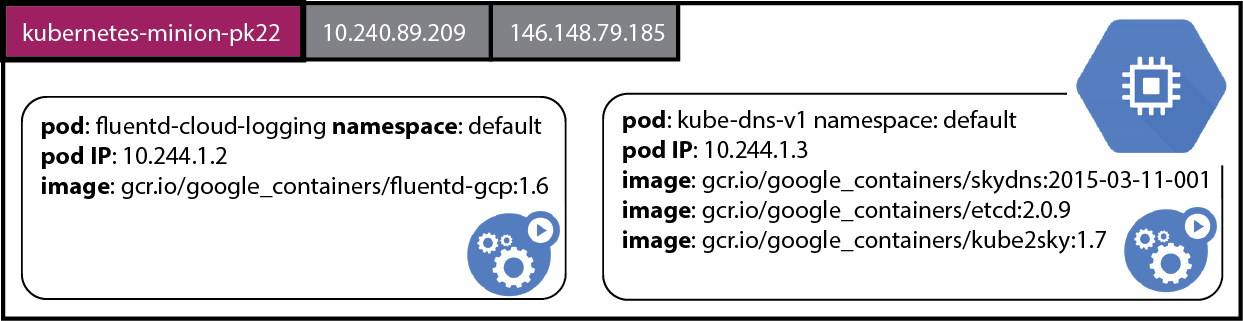 kubernetes-minion-pk22 10.240.89.209 146.148.79.185
pod: fluentd-cloud-logging namespace: default
pod IP: 10.244.1.2
image: gcr.io/google_containers/fluentd-gcp:1.6
pod: kube-dns-v1 namespace: default
pod IP: 10.244.1.3
image: gcr.io/google_containers/skydns:2015-03-11-001
image: gcr.io/google_containers/etcd:2.0.9
image: gcr.io/google_containers/kube2sky:1.7